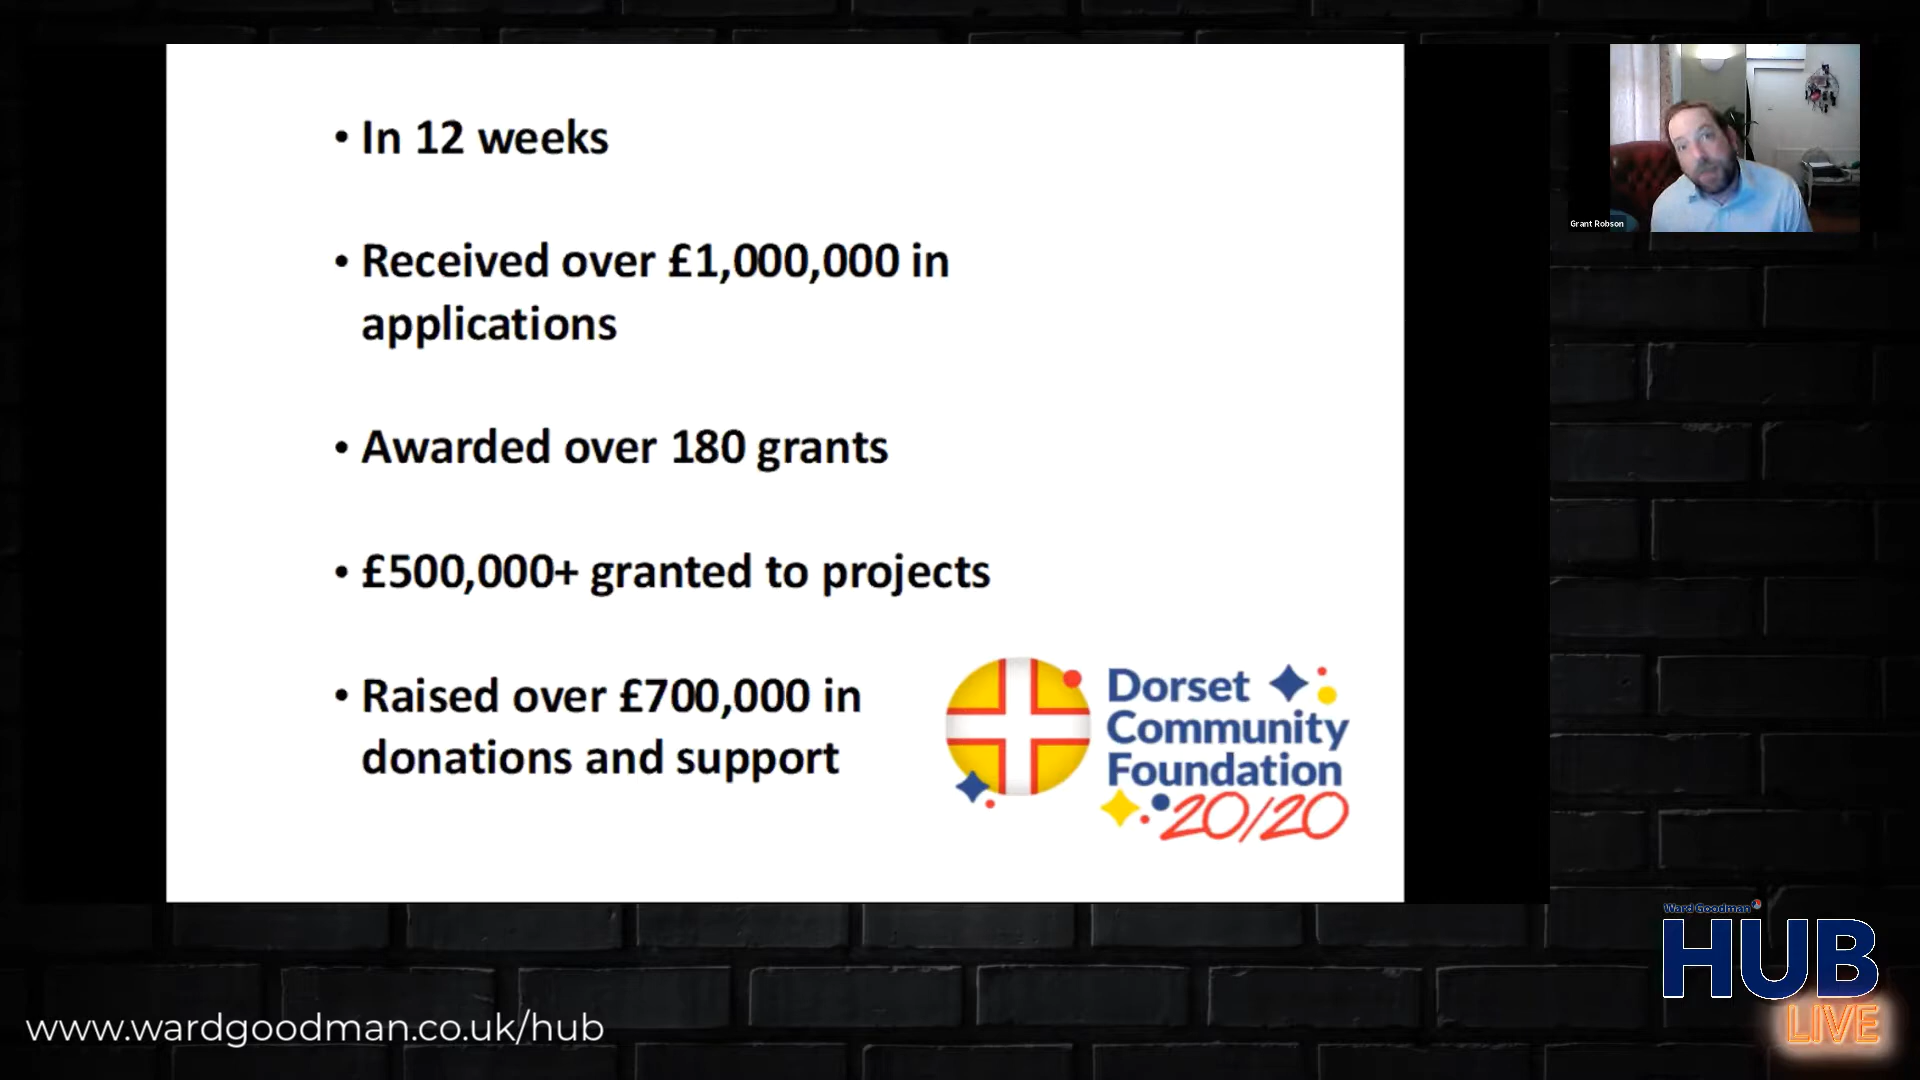 • In 12 weeks
• Received over £1,000,000 in
applications
• Awarded over 180 grants
• £500,000+ granted to projects
• Raised over £700,000 in
donations and support
Dorset
Community
Foundation
20/20
Grant Robson
Ward Goodman
HUB
LIVE
www.wardgoodman.co.uk/hub